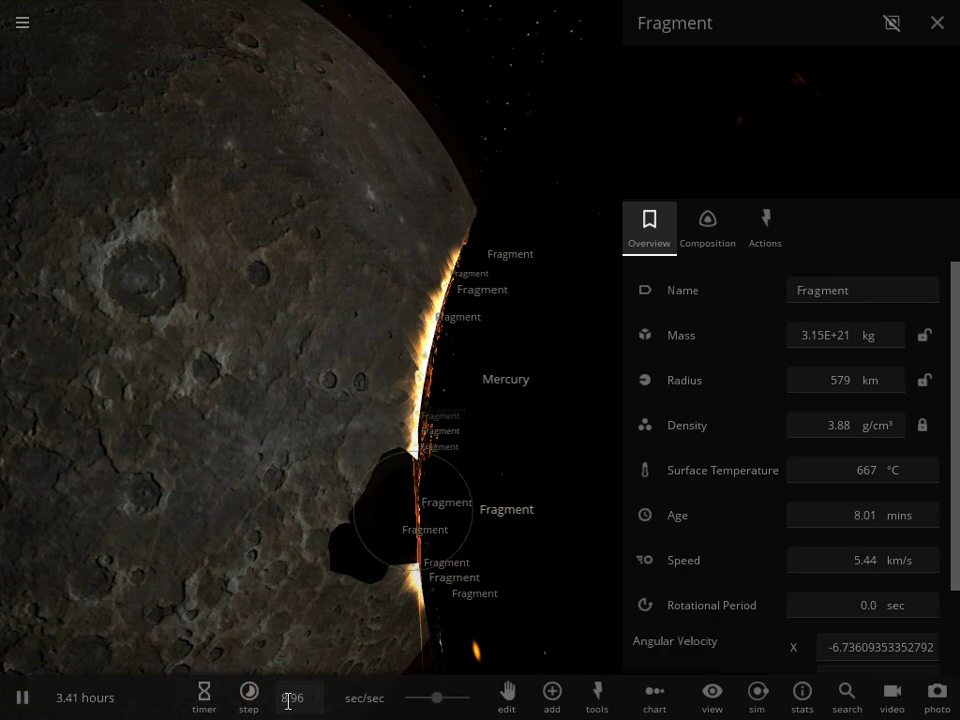 Fragment
Overview
Composition
Actions
Name Fragment
Mass 3.15E+21 kg
Radius 579 km
Density 3.88 g/cm³
Surface Temperature 667 °C
Age 8.01 mins
Speed 5.44 km/s
Rotational Period 0.0 sec
Angular Velocity
X -6.73609353352792
Fragment
Fragment
Fragment
Fragment
Mercury
Fragment
Fragment
Fragment
Fragment
Fragment
Fragment
Fragment
Fragment
Fragment
3.41 hours
timer
step
sec/sec
edit
add
tools
chart
view
sim
stats
search
video
photo